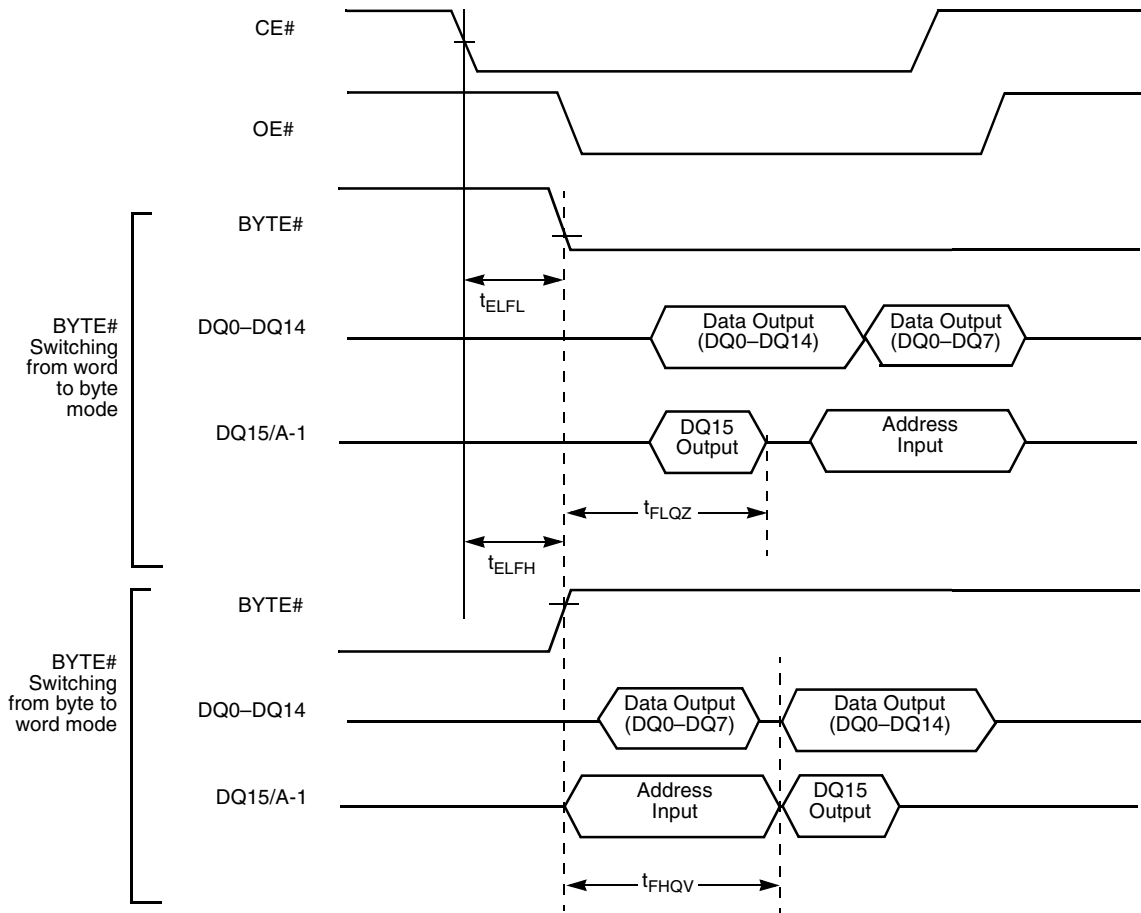 CE#
OE#
BYTE#
tELFL
BYTE#
Switching
from word
to byte
mode
DQ0–DQ14
Data Output
(DQ0–DQ14)
Data Output
(DQ0–DQ7)
DQ15/A-1
DQ15
Output
Address
Input
tFLQZ
tELFH
BYTE#
BYTE#
Switching
from byte to
word mode
DQ0–DQ14
Data Output
(DQ0–DQ7)
Data Output
(DQ0–DQ14)
DQ15/A-1
Address
Input
DQ15
Output
tFHQV